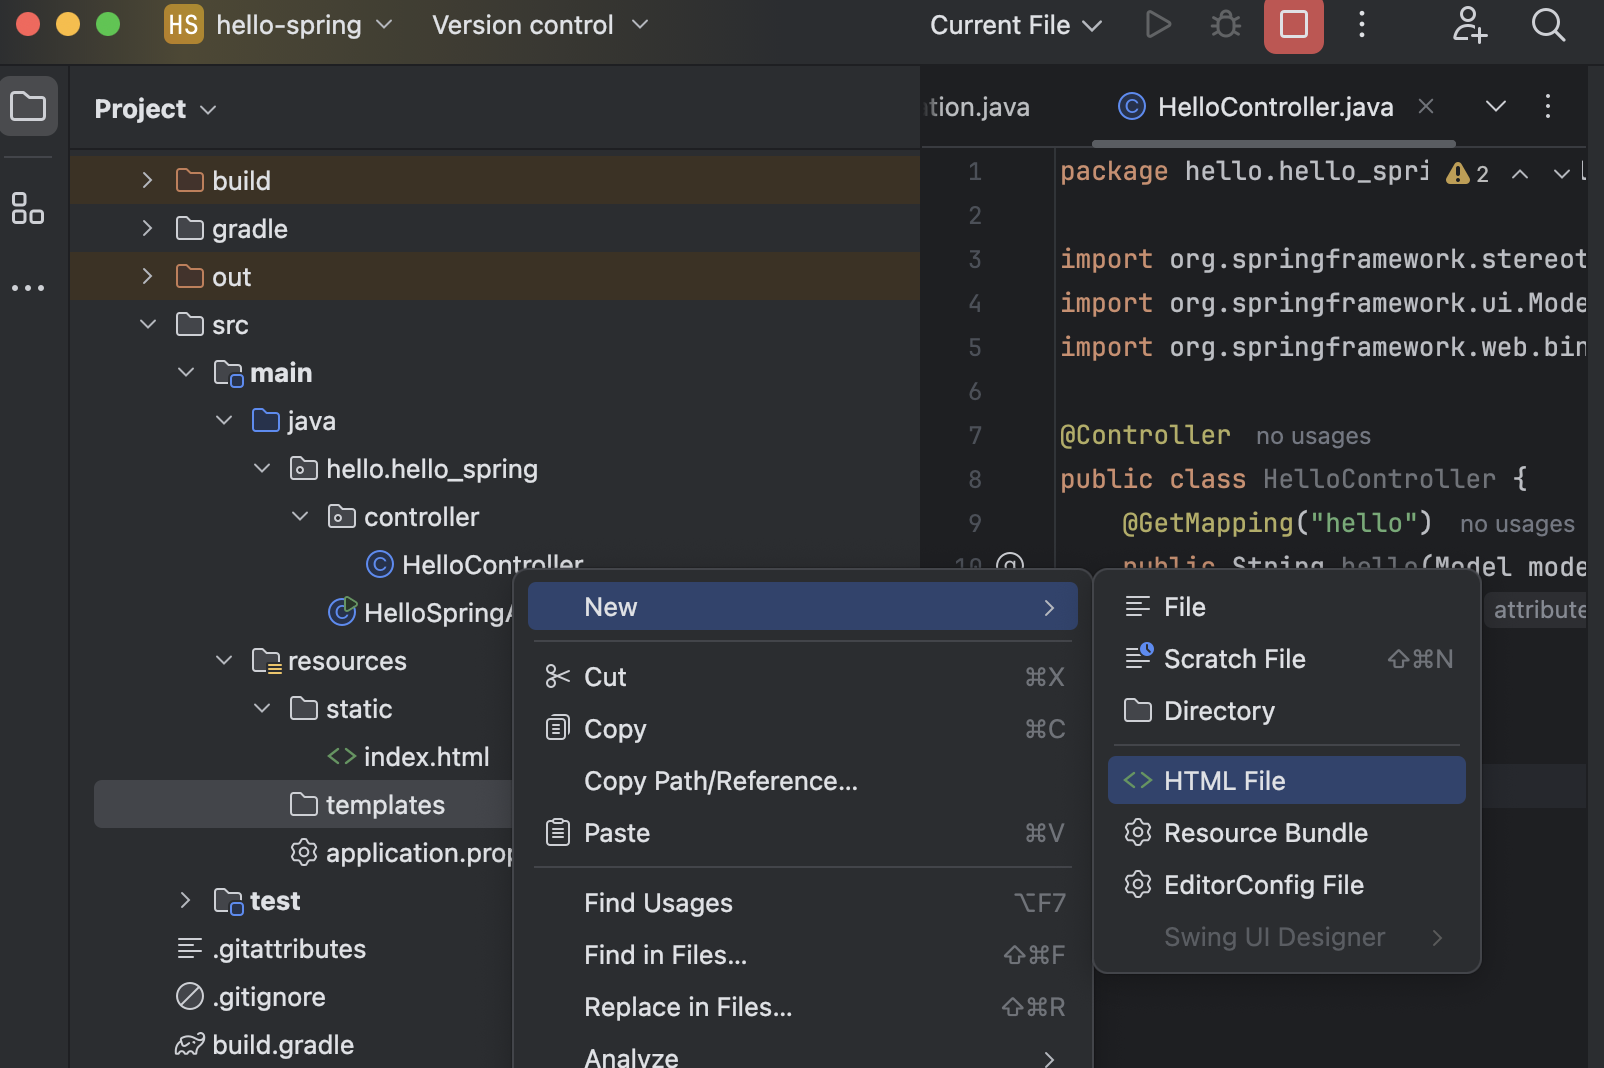 HS hello-spring Version control Current File
Project
build
gradle
out
src
main
java
hello.hello_spring
controller
HelloController
HelloSpringA
resources
static
index.html
templates
application.prop
test
.gitattributes
.gitignore
build.gradle
tion.java HelloController.java
1 package hello.hello_spri 2
2
3 import org.springframework.stereot
4 import org.springframework.ui.Mode
5 import org.springframework.web.bin
6
7 @Controller no usages
8 public class HelloController {
9 @GetMapping("hello") no usages
10 public String hello(Model mode
attribute
New
Cut ⌘X
Copy ⌘C
Copy Path/Reference...
Paste ⌘V
Find Usages ⌥F7
Find in Files... ⇧⌘F
Replace in Files... ⇧⌘R
Analyze
File
Scratch File ⇧⌘N
Directory
HTML File
Resource Bundle
EditorConfig File
Swing UI Designer